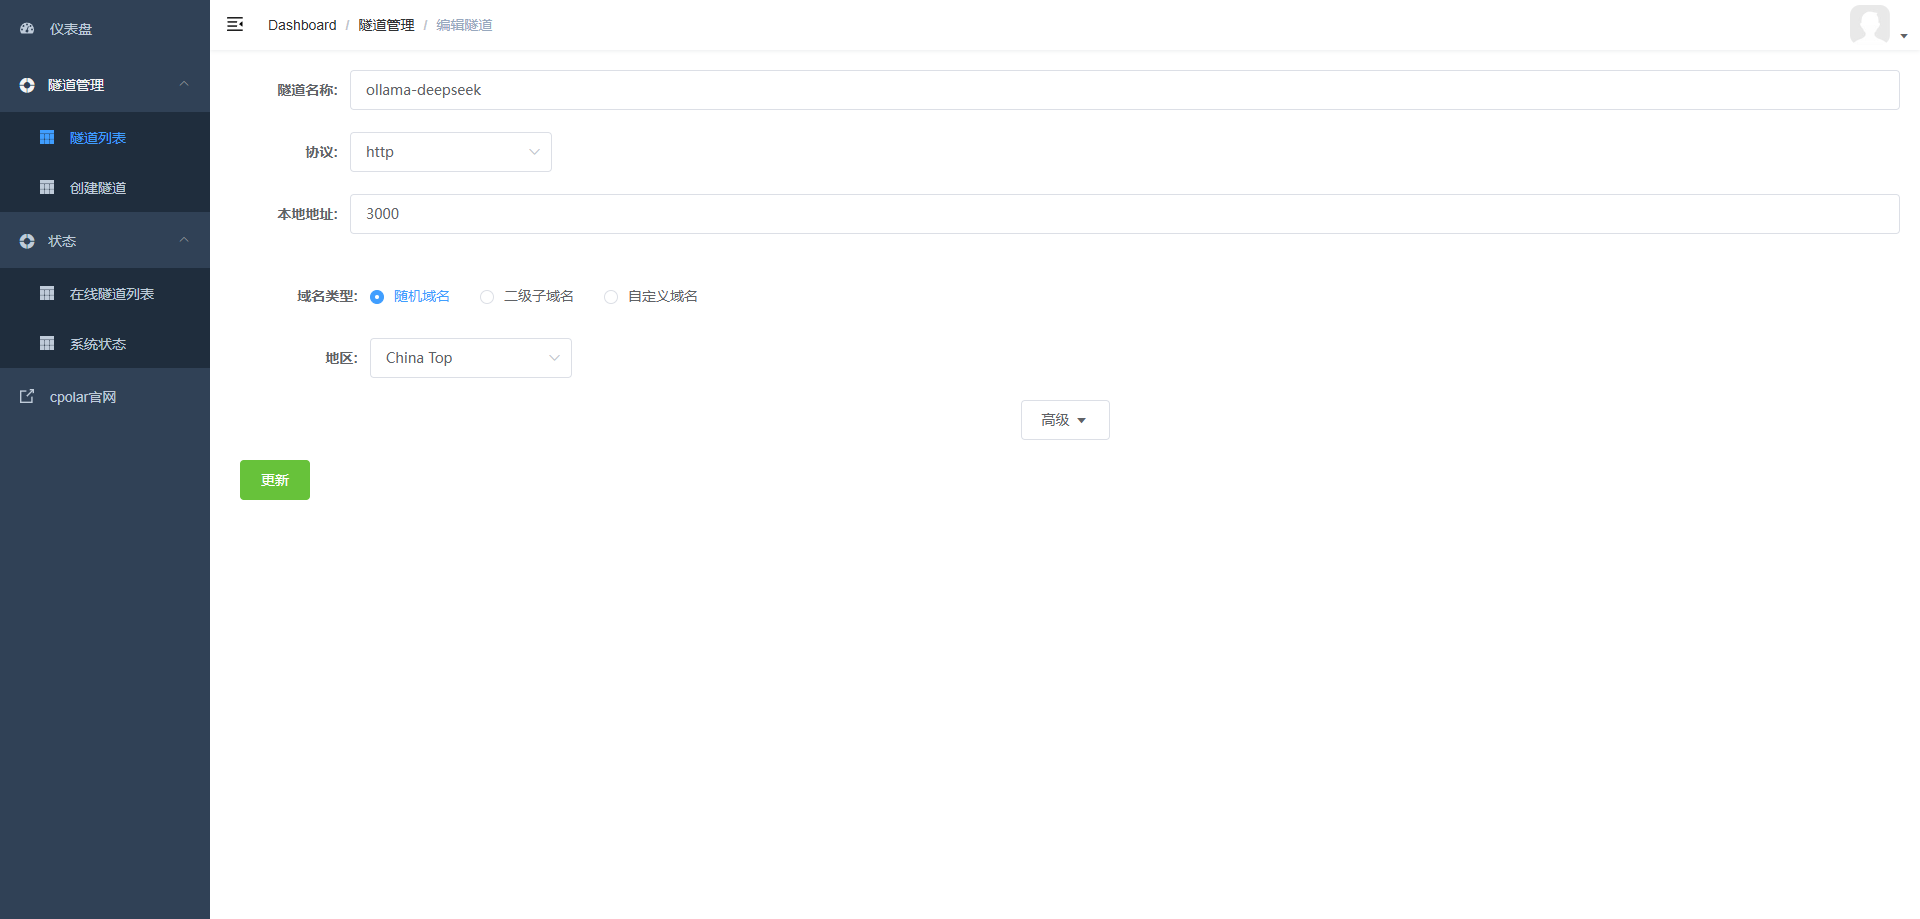 仪表盘
隧道管理
隧道列表
创建隧道
状态
在线隧道列表
系统状态
cpolar官网
Dashboard / 隧道管理 / 编辑隧道
隧道名称: ollama-deepseek
协议: http
本地地址: 3000
域名类型: 随机域名 二级子域名 自定义域名
地区: China Top
高级
更新